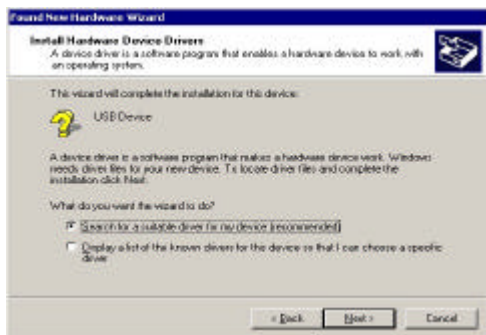 Found New Hardware Wizard
Install Hardware Device Drivers
A device driver is a software program that enables a hardware device to work with
an operating system.
This wizard will complete the installation for this device:
USB Device
A device driver is a software program that makes a hardware device work. Windows
needs driver files for your new device. To locate driver files and complete the
installation click Next.
What do you want the wizard to do?
Search for a suitable driver for my device (recommended)
Display a list of the known drivers for the device so that I can choose a specific
driver
< Back Next > Cancel